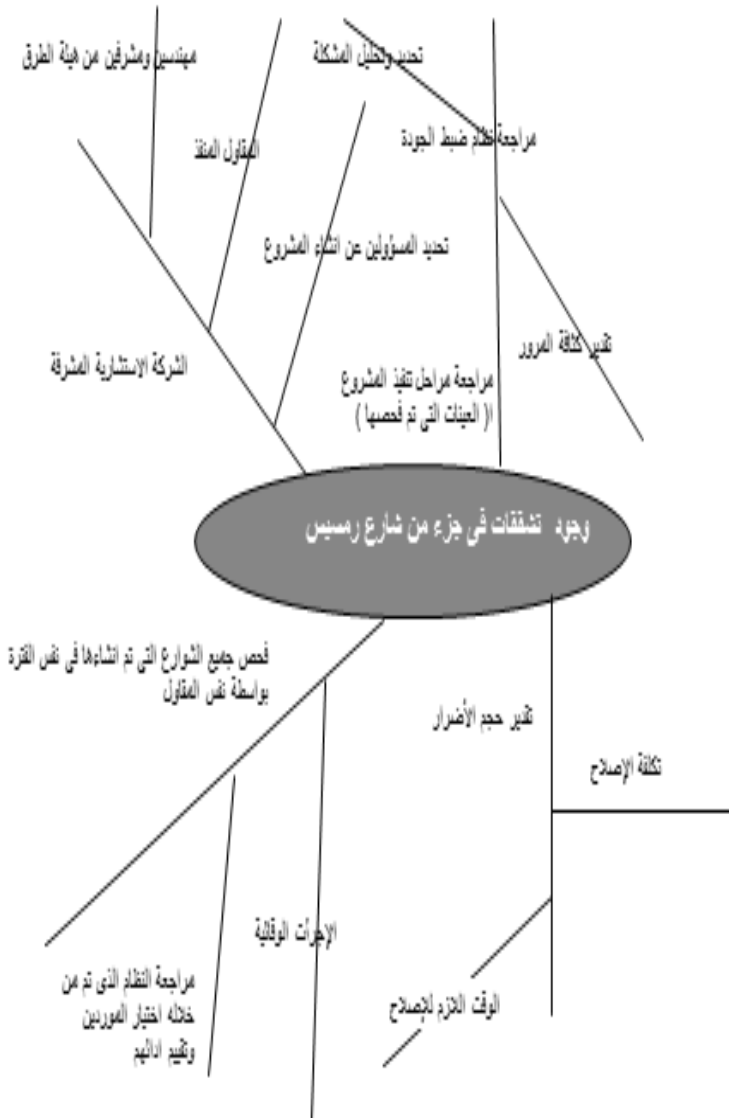 مهندسين ومشرفين من هيئة الطرق
تحديد وتحليل المشكلة
مراجعة نظام ضبط الجودة
المقاول المنفذ
تحديد المسؤولين عن انشاء المشروع
تقدير كثافة المرور
الشركة الاستشارية المشرفة
مراجعة مراحل تنفيذ المشروع
ا( العينات التى تم فحصها )
وجود تشققات في جزء من شارع رمسيس
فحص جميع الشوارع التى تم انشاءها فى نفس الفترة
بواسطة نفس المقاول
تقدير حجم الأضرار
تكلفة الإصلاح
الإجرأت الوقائية
مراجعة النظام الذى تم من
خلاله اختيار الموردين
وتقييم ادائهم
الوقت اللازم للإصلاح